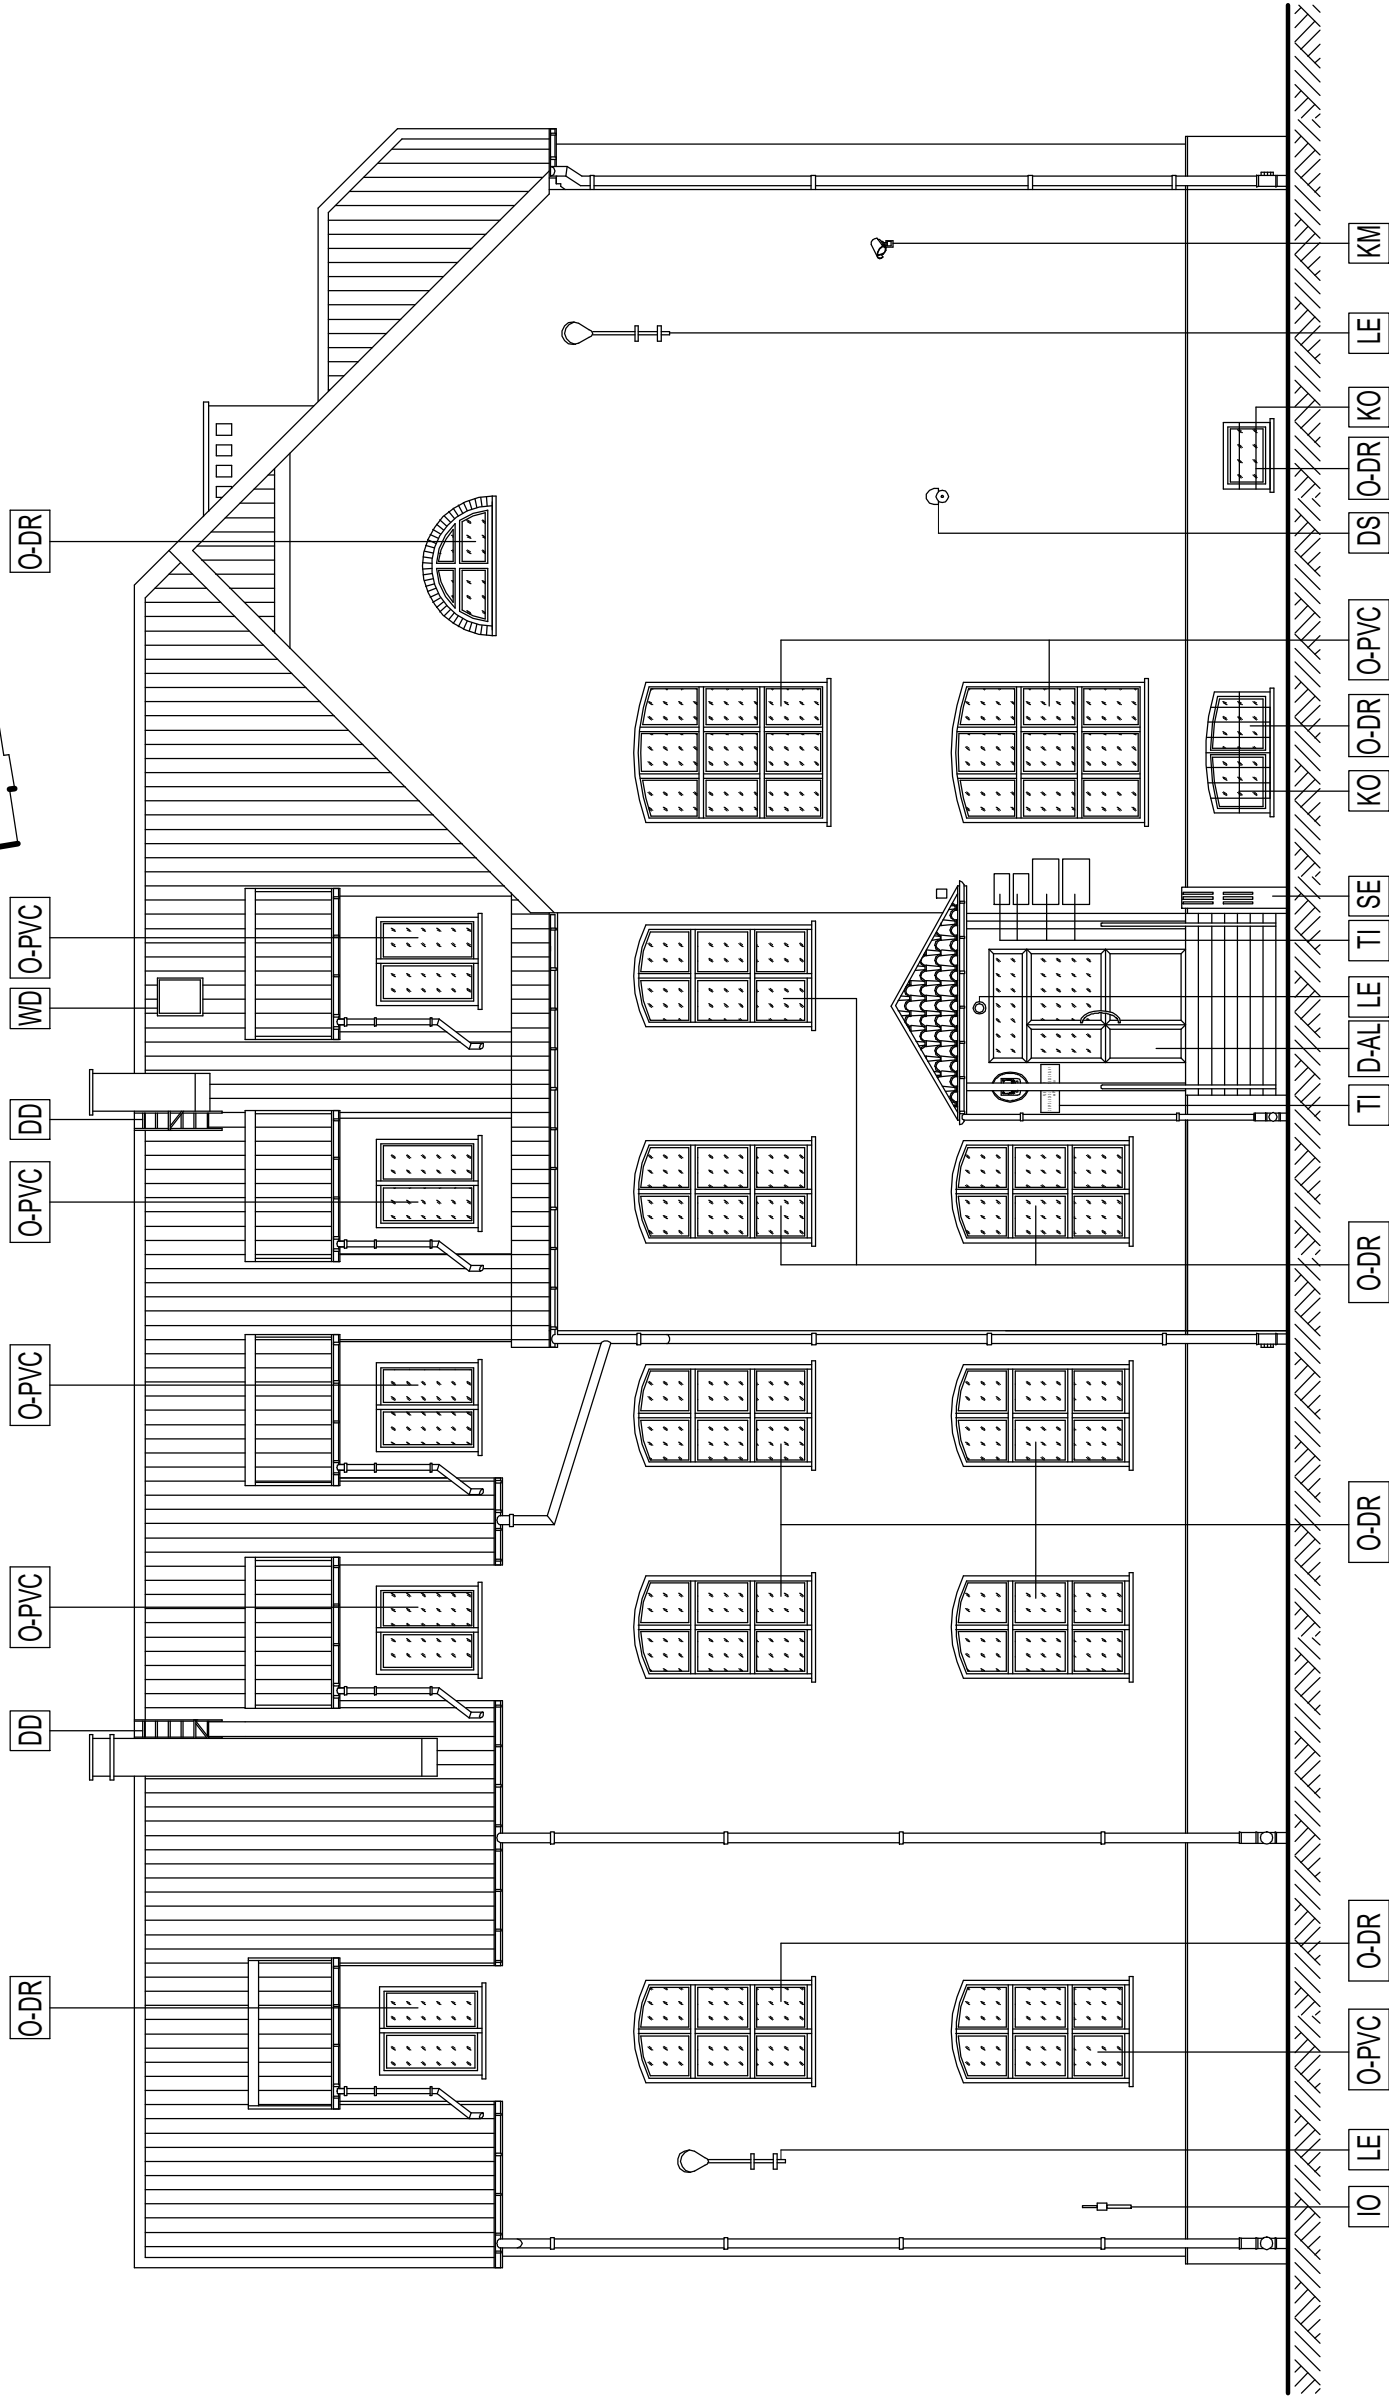 O-DR
DD
O-PVC
O-PVC
O-PVC
DD
WD
O-PVC
O-DR
IO
LE
O-PVC
O-DR
O-DR
O-DR
TI
D-AL
LE
TI
SE
KO
O-DR
O-PVC
DS
O-DR
KO
LE
KM